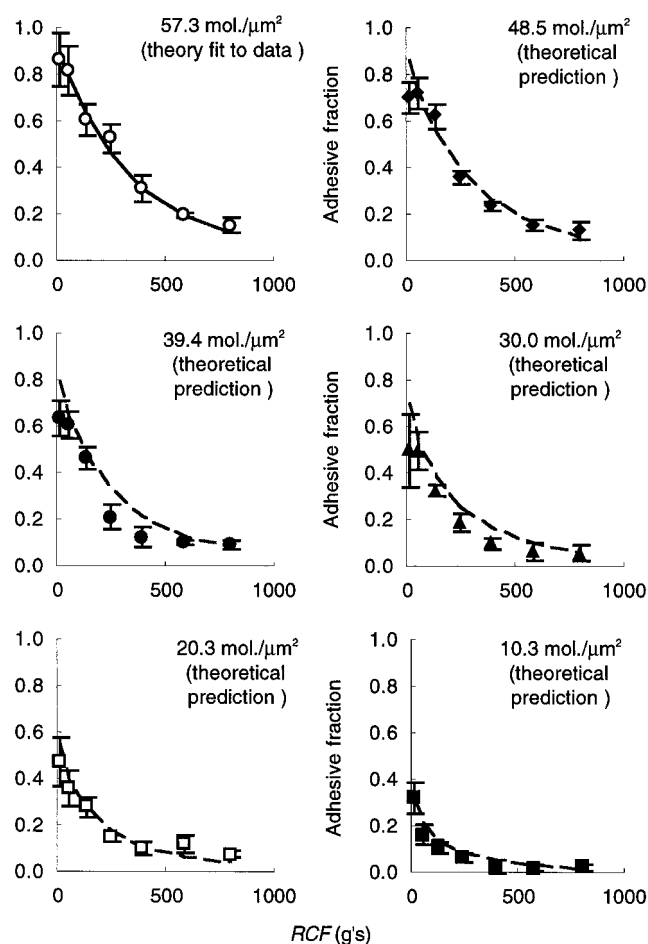 57.3 mol./μm²
(theory fit to data )
1.0
0.8
0.6
0.4
0.2
0.0
0
500
1000
48.5 mol./μm²
(theoretical
prediction )
Adhesive fraction
1.0
0.8
0.6
0.4
0.2
0.0
0
500
1000
39.4 mol./μm²
(theoretical
prediction )
1.0
0.8
0.6
0.4
0.2
0.0
0
500
1000
30.0 mol./μm²
(theoretical
prediction )
Adhesive fraction
1.0
0.8
0.6
0.4
0.2
0.0
0
500
1000
20.3 mol./μm²
(theoretical
prediction )
1.0
0.8
0.6
0.4
0.2
0.0
0
500
1000
10.3 mol./μm²
(theoretical
prediction )
Adhesive fraction
1.0
0.8
0.6
0.4
0.2
0.0
0
500
1000
RCF (g's)